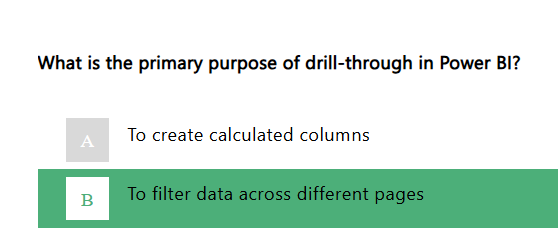 What is the primary purpose of drill-through in Power BI?
A To create calculated columns
B To filter data across different pages